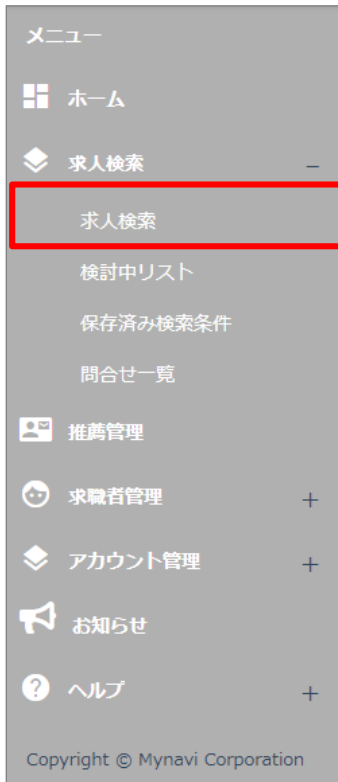 メニュー
ホーム
求人検索 −
求人検索
検討中リスト
保存済み検索条件
問合せ一覧
推薦管理
求職者管理 +
アカウント管理 +
お知らせ
ヘルプ +
Copyright © Mynavi Corporation